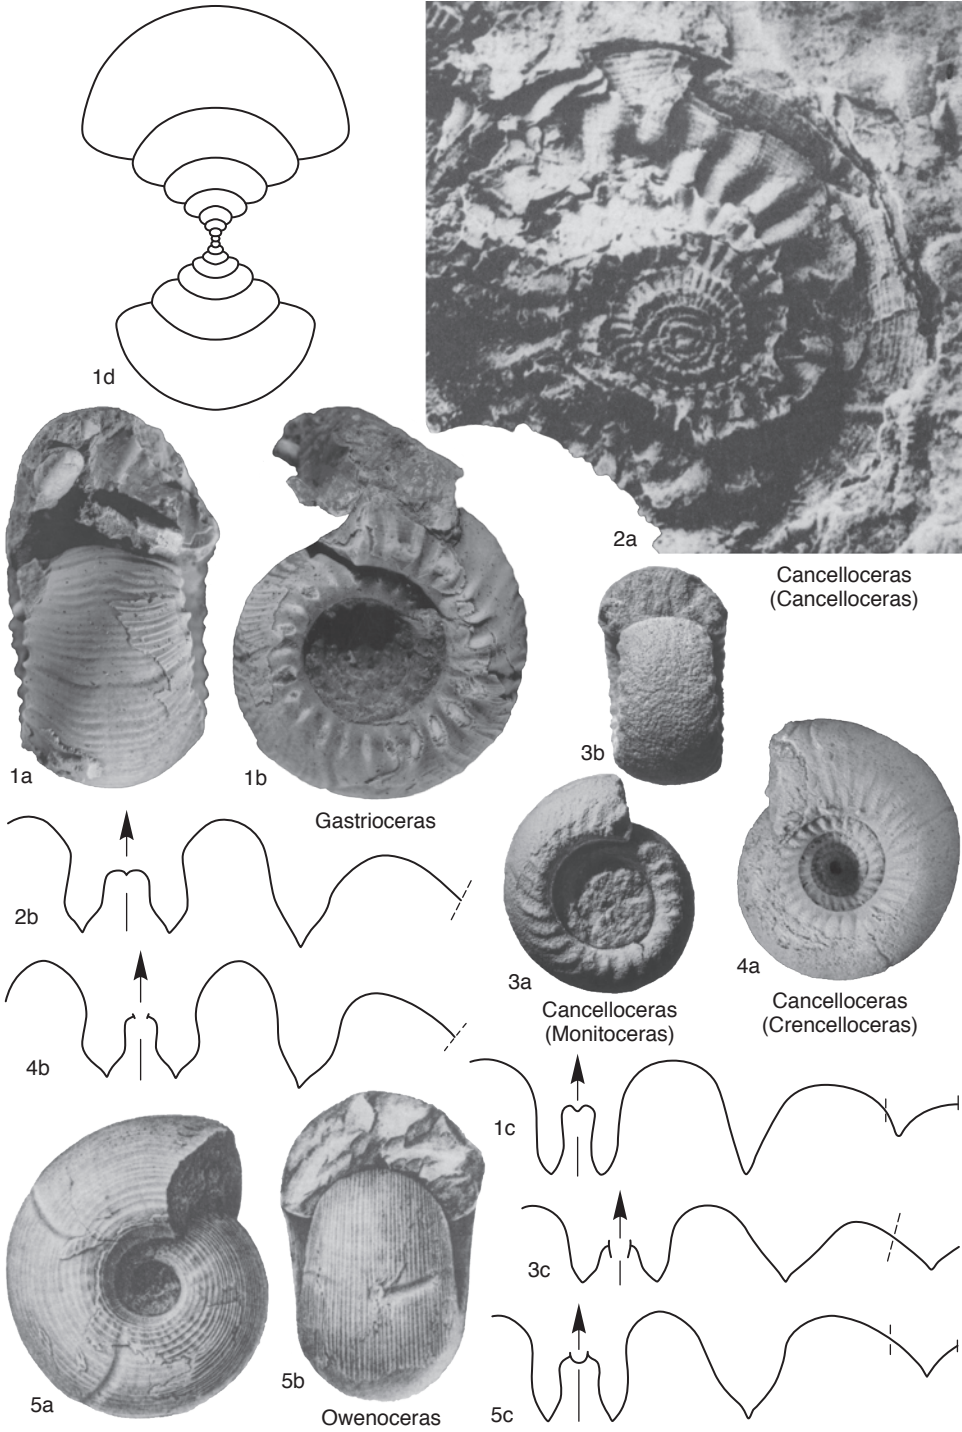 1d
2a
Cancelloceras
(Cancelloceras)
1a
1b
Gastrioceras
3b
2b
3a
Cancelloceras
(Monitoceras)
4a
Cancelloceras
(Crencelloceras)
4b
1c
3c
5a
5b
Owenoceras
5c